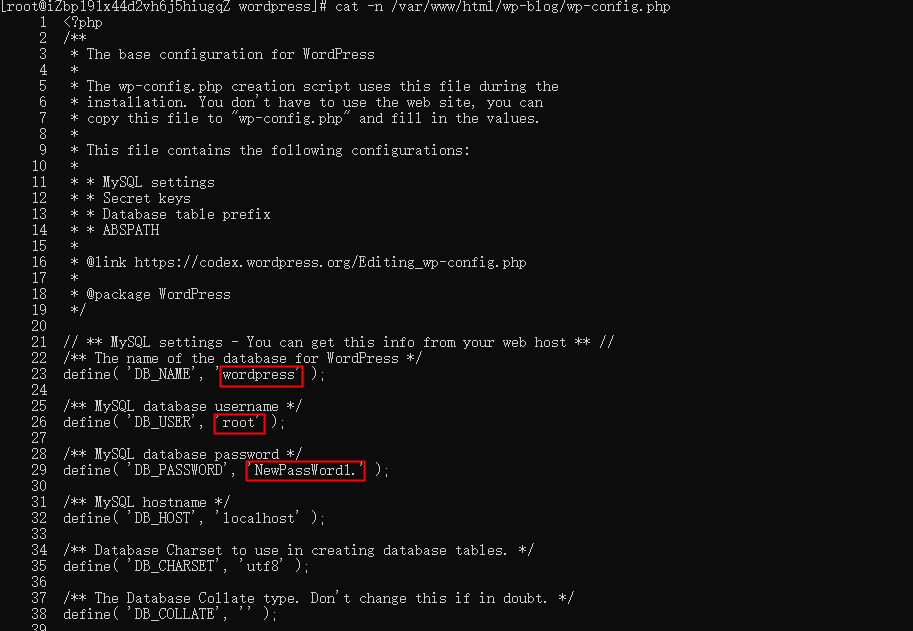 [root@iZbp19lx44d2vh6j5hiugqZ wordpress]# cat -n /var/www/html/wp-blog/wp-config.php
1 <?php
2 /**
3 * The base configuration for WordPress
4 *
5 * The wp-config.php creation script uses this file during the
6 * installation. You don't have to use the web site, you can
7 * copy this file to "wp-config.php" and fill in the values.
8 *
9 * This file contains the following configurations:
10 *
11 * * MySQL settings
12 * * Secret keys
13 * * Database table prefix
14 * * ABSPATH
15 *
16 * @link https://codex.wordpress.org/Editing_wp-config.php
17 *
18 * @package WordPress
19 */
20
21 // ** MySQL settings - You can get this info from your web host ** //
22 /** The name of the database for WordPress */
23 define( 'DB_NAME', 'wordpress' );
24
25 /** MySQL database username */
26 define( 'DB_USER', 'root' );
27
28 /** MySQL database password */
29 define( 'DB_PASSWORD', 'NewPassWord1.' );
30
31 /** MySQL hostname */
32 define( 'DB_HOST', 'localhost' );
33
34 /** Database Charset to use in creating database tables. */
35 define( 'DB_CHARSET', 'utf8' );
36
37 /** The Database Collate type. Don't change this if in doubt. */
38 define( 'DB_COLLATE', '' );
39